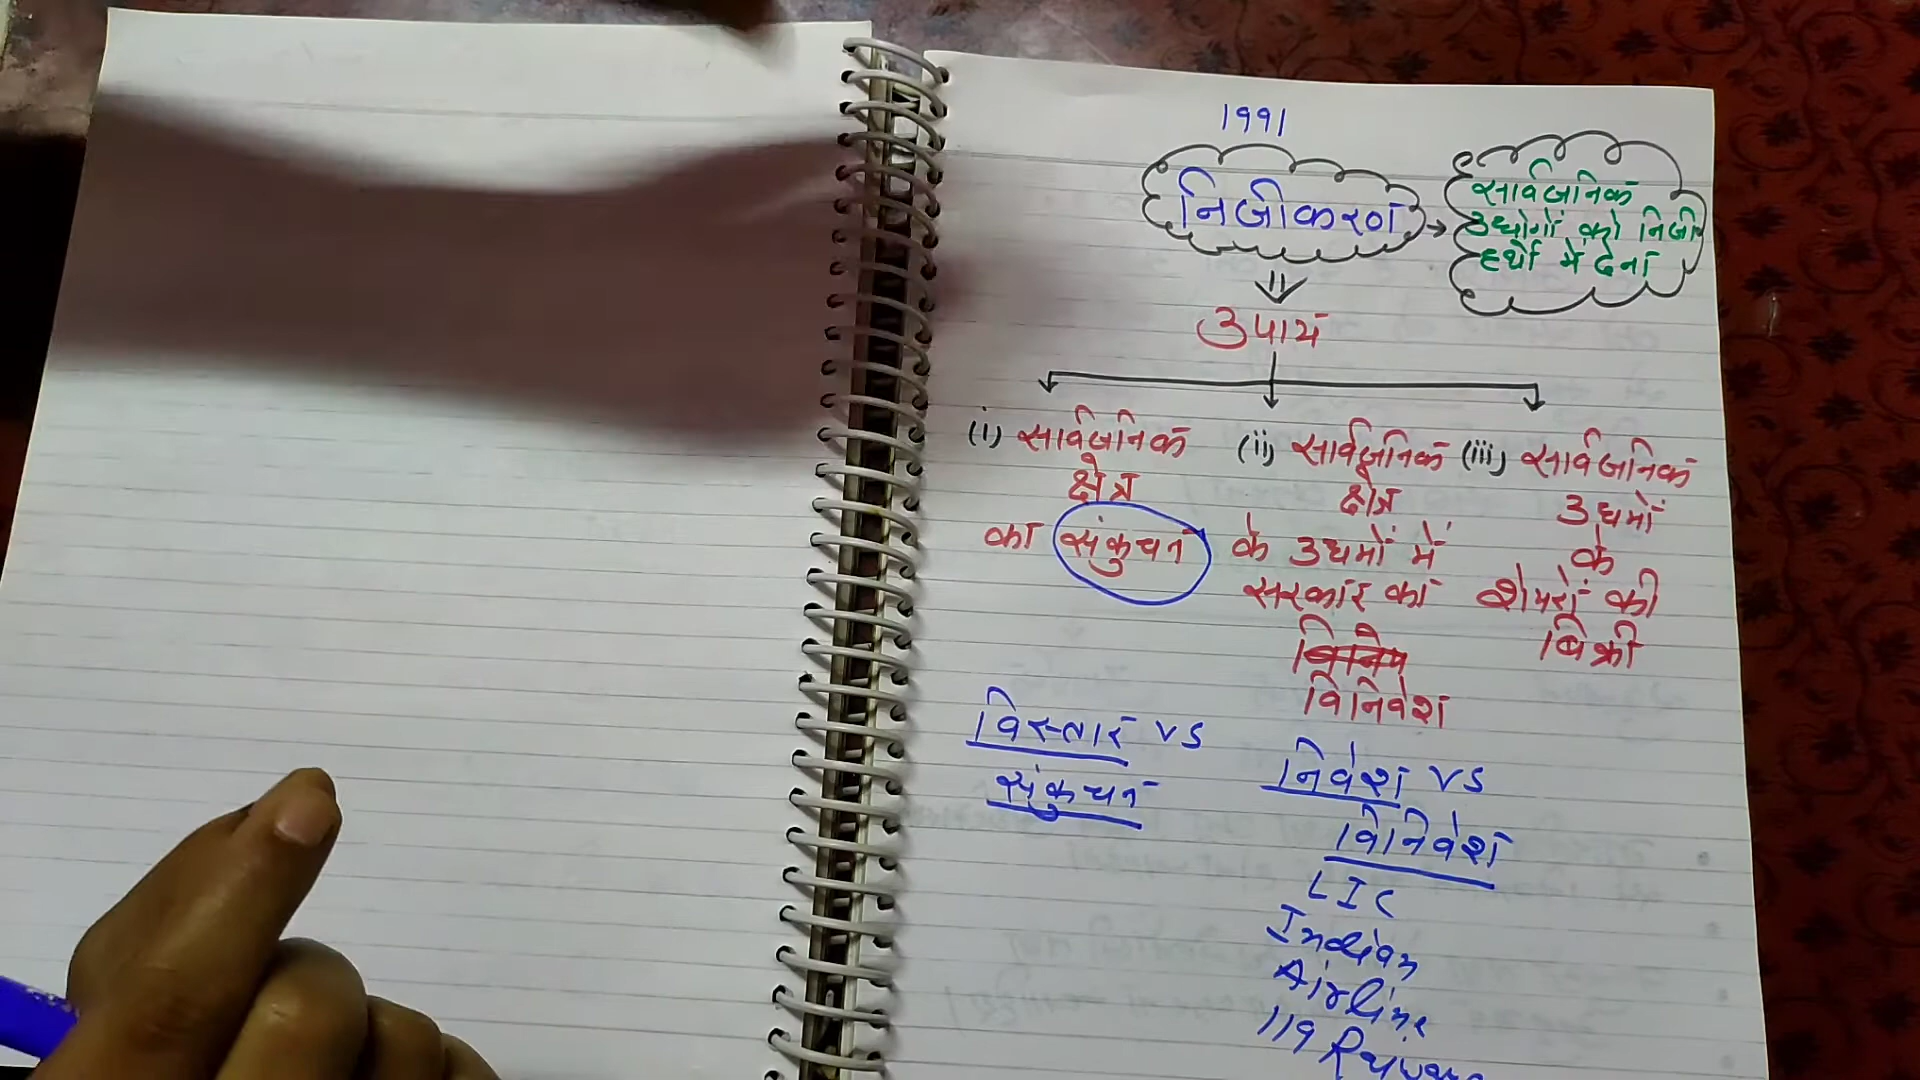 1991
निजीकरण
सार्वजनिक
उद्योगों को निजी
हाथों में देना
उपाय
(i) सार्वजनिक
क्षेत्र
का संकुचन
(ii) सार्वजनिक
क्षेत्र
के उद्यमों में
सरकार का
विनिवेश
(iii) सार्वजनिक
उद्यमों
के
शेयरों की
बिक्री
विस्तार vs
संकुचन
निवेश vs
विनिवेश
LIC
Indian
Airline
119